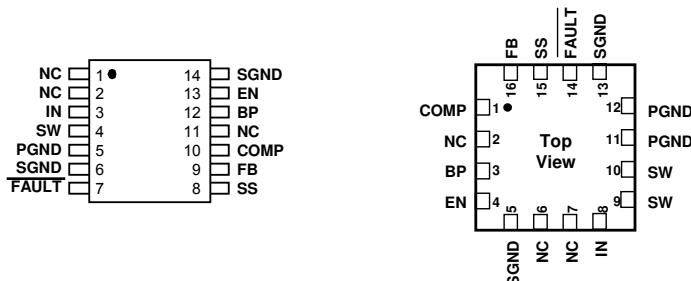 NC 1 14 SGND
NC 2 13 EN
IN 3 12 BP
SW 4 11 NC
PGND 5 10 COMP
SGND 6 9 FB
FAULT 7 8 SS
FB SS FAULT SGND
16 15 14 13
COMP 1 12 PGND
NC 2 Top View 11 PGND
BP 3 10 SW
EN 4 9 SW
5 6 7 8
SGND NC NC IN